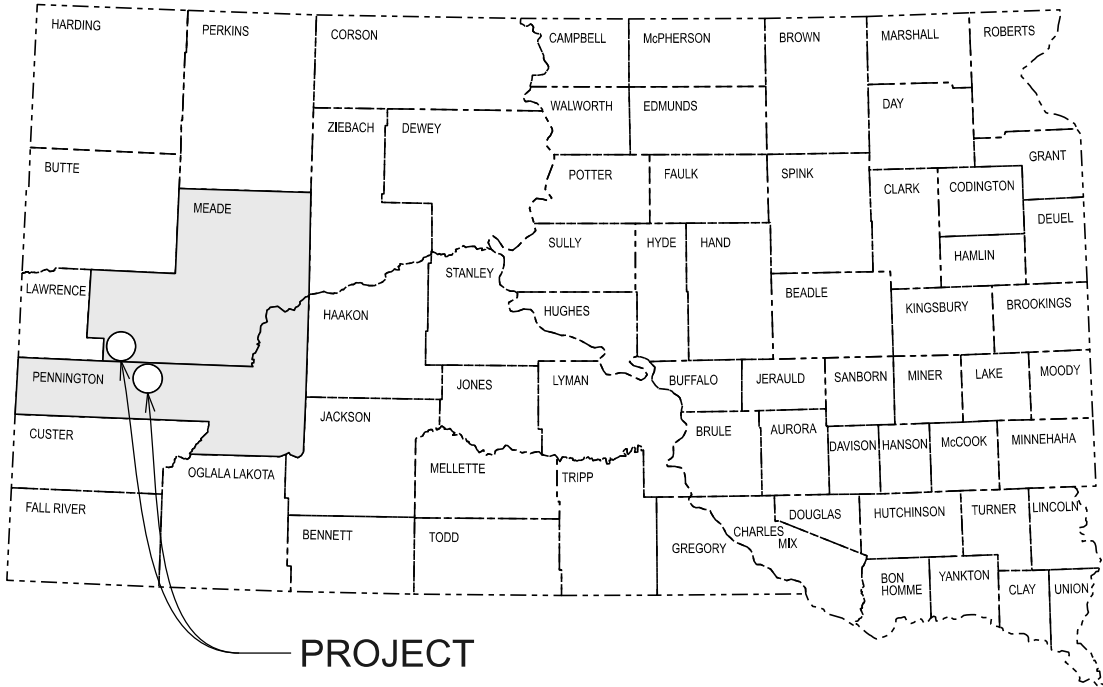 HARDING
PERKINS
CORSON
CAMPBELL
McPHERSON
BROWN
MARSHALL
ROBERTS
WALWORTH
EDMUNDS
DAY
ZIEBACH
DEWEY
BUTTE
POTTER
FAULK
SPINK
GRANT
CLARK
CODINGTON
MEADE
DEUEL
SULLY
HYDE
HAND
HAMLIN
STANLEY
LAWRENCE
BEADLE
HAAKON
HUGHES
KINGSBURY
BROOKINGS
PENNINGTON
JONES
LYMAN
BUFFALO
JERAULD
SANBORN
MINER
LAKE
MOODY
JACKSON
CUSTER
BRULE
AURORA
DAVISON
HANSON
McCOOK
MINNEHAHA
OGLALA LAKOTA
MELLETTE
TRIPP
FALL RIVER
DOUGLAS
HUTCHINSON
TURNER
LINCOLN
BENNETT
TODD
GREGORY
CHARLES
MIX
BON
HOMME
YANKTON
CLAY
UNION
PROJECT